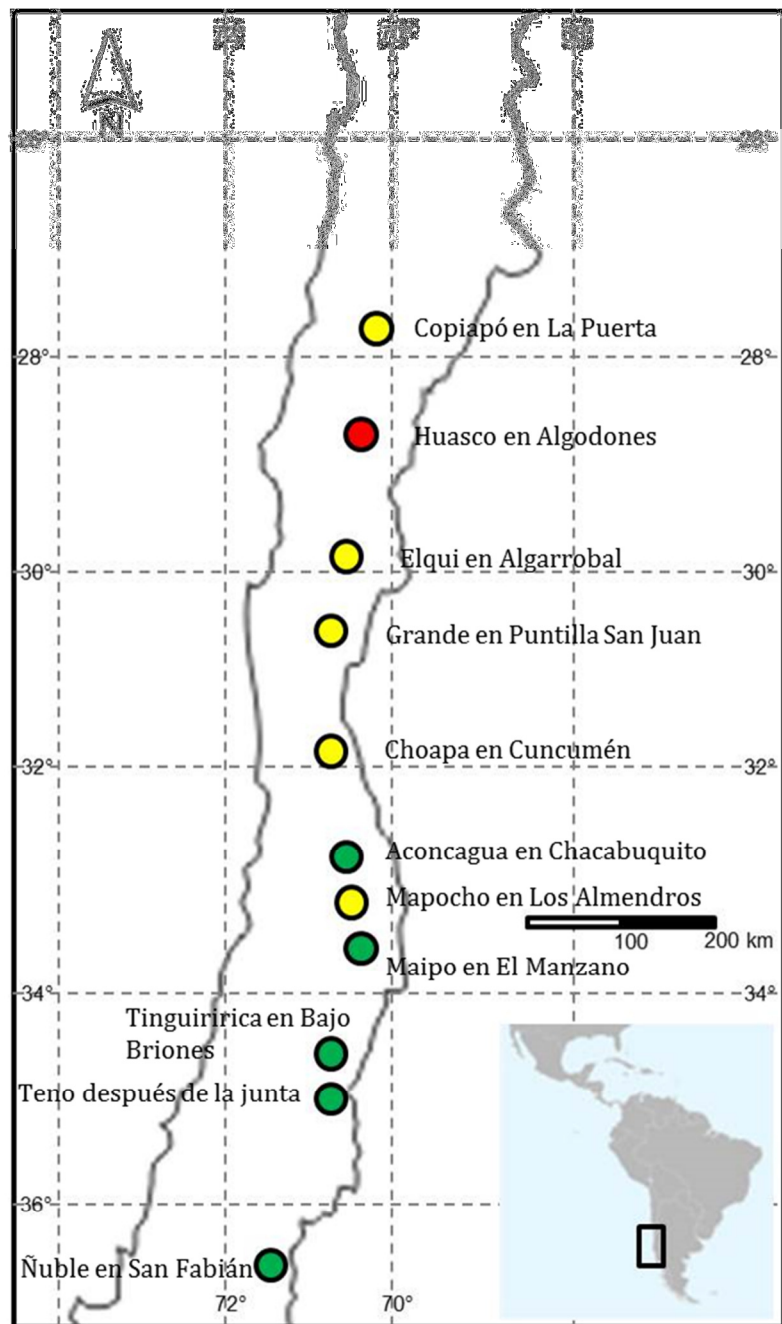 N
28°
28°
Copiapó en La Puerta
Huasco en Algodones
Elqui en Algarrobal
30°
30°
Grande en Puntilla San Juan
Choapa en Cuncumén
32°
32°
Aconcagua en Chacabuquito
Mapocho en Los Almendros
100
200 km
Maipo en El Manzano
34°
34°
Tinguiririca en Bajo
Briones
Teno después de la junta
36°
Ñuble en San Fabián
72°
70°